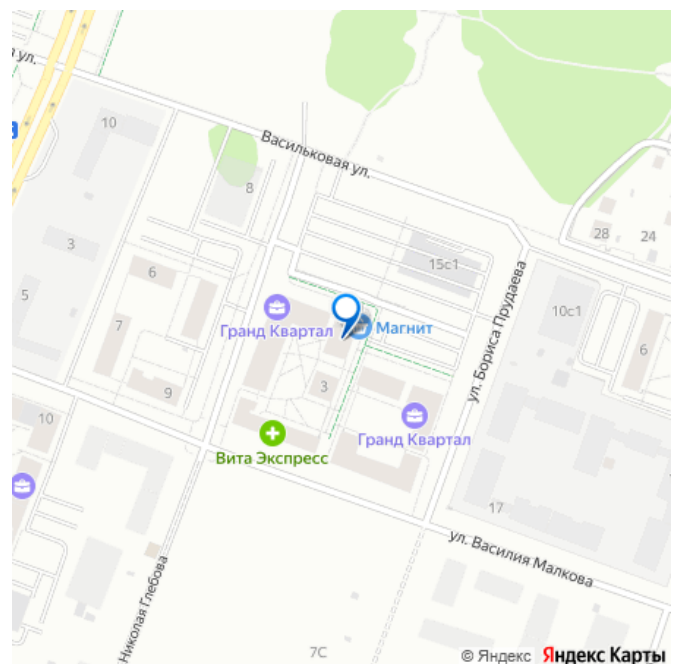 я ул.
10
Васильковая ул.
8
28
24
3
15с1
6
5
ул. Бориса Прудаева
10с1
Гранд Квартал
Магнит
7
6
3
9
10
Гранд Квартал
Вита Экспресс
17
ул. Василия Малкова
Николая Глебова
7С
© Яндекс Яндекс Карты